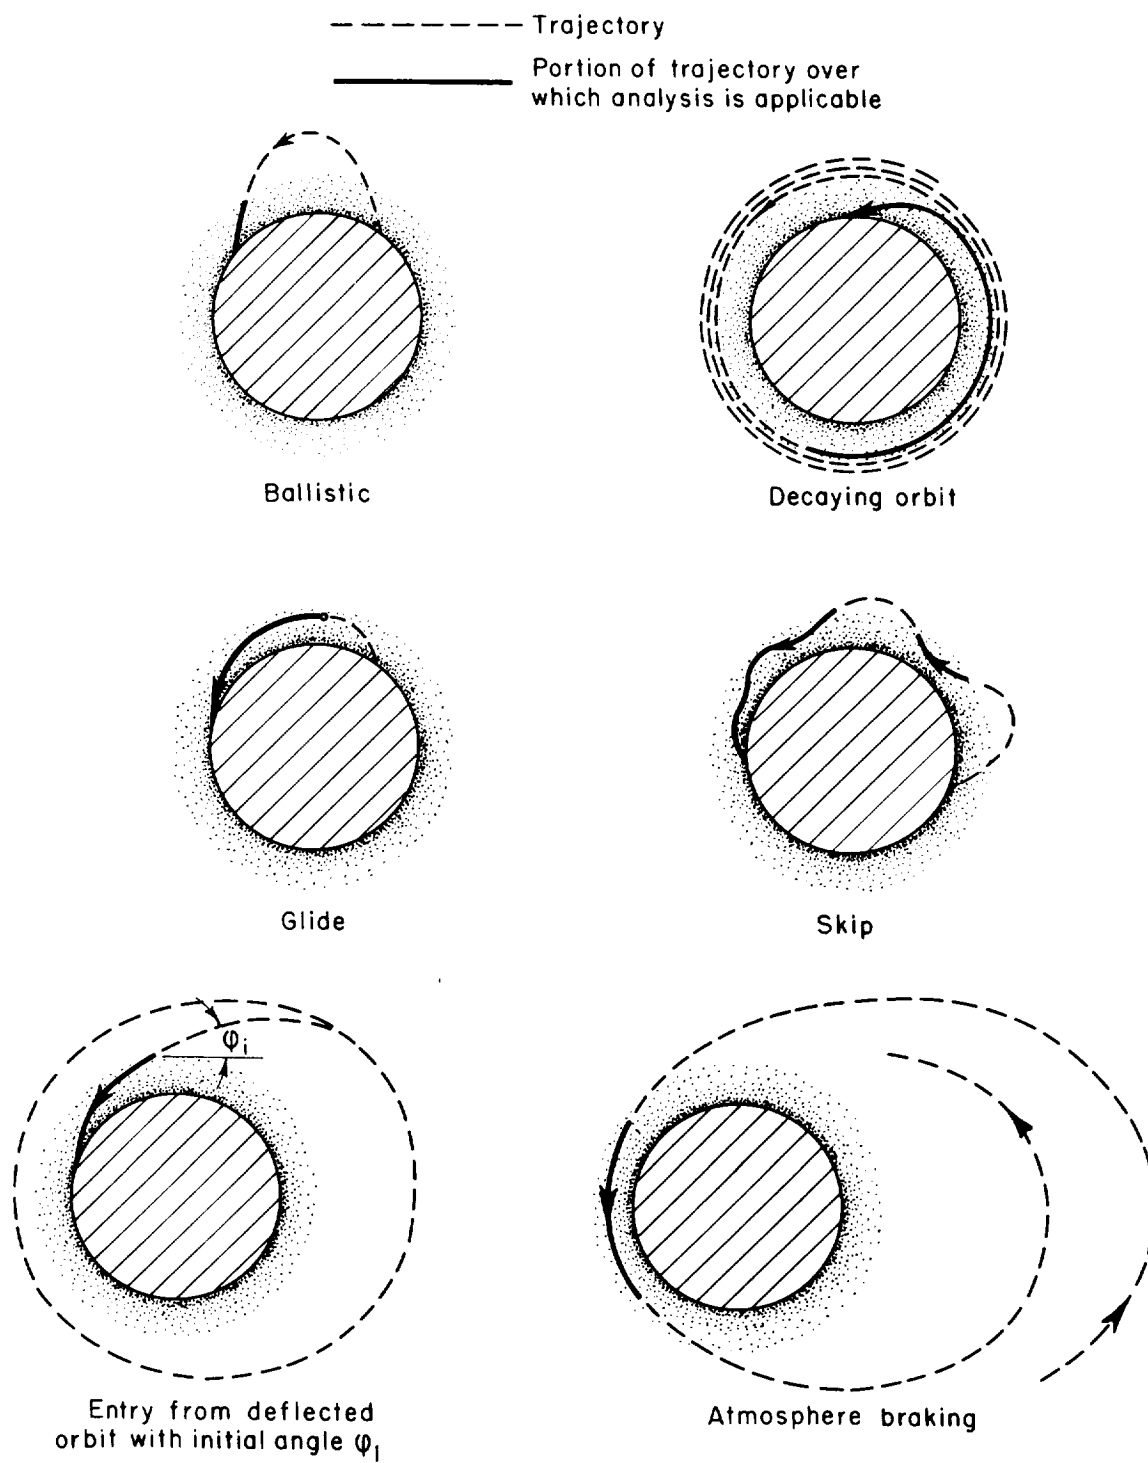 Trajectory
Portion of trajectory over
which analysis is applicable
Ballistic
Decaying orbit
Glide
Skip
φi
Entry from deflected
orbit with initial angle φi
Atmosphere braking